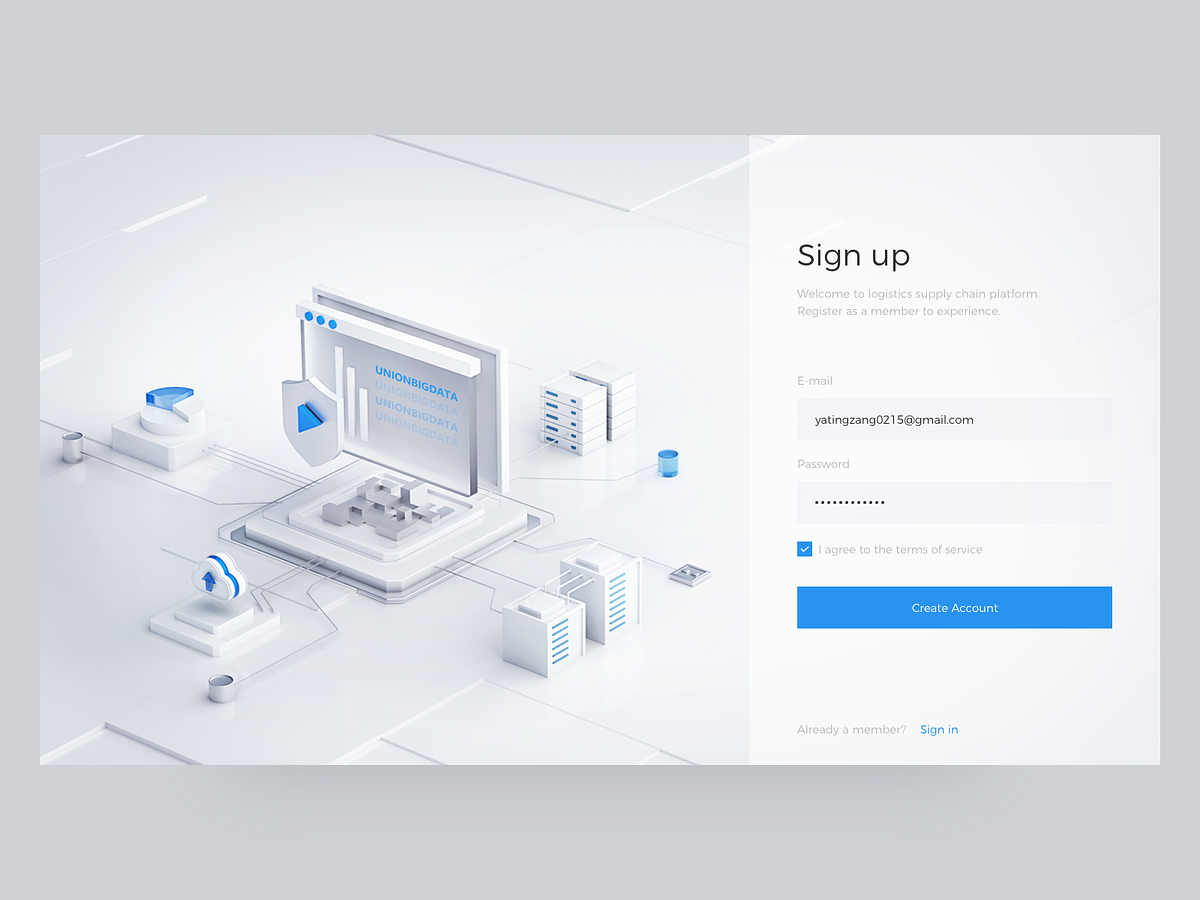 UNIONBIGDATA
UNIONBIGDATA
UNIONBIGDATA
UNIONBIGDATA
Sign up
Welcome to logistics supply chain platform.
Register as a member to experience.
E-mail
yatingzang0215@gmail.com
Password
••••••••••••
I agree to the terms of service
Create Account
Already a member? Sign in